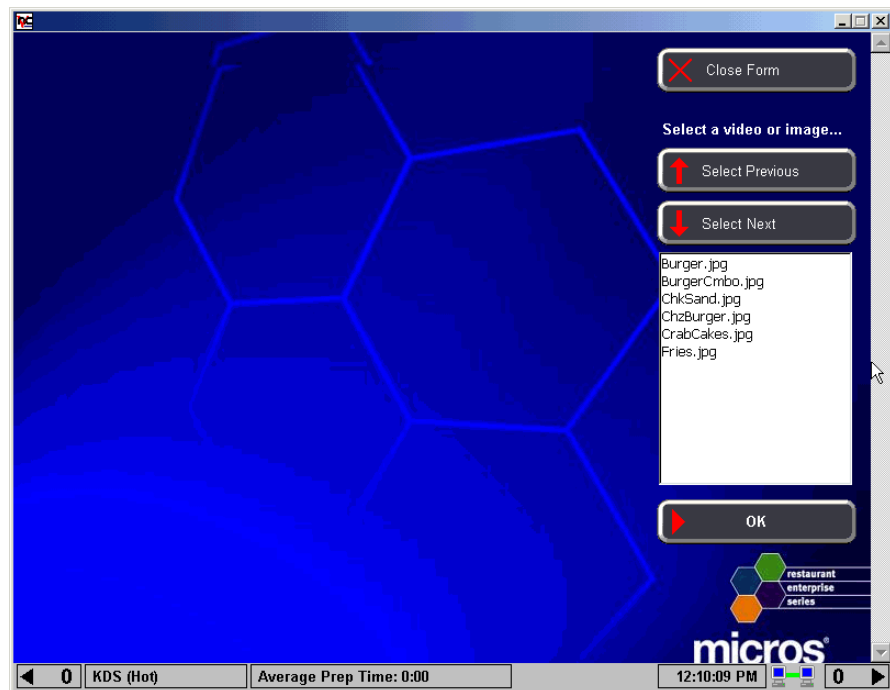 Close Form
Select a video or image...
Select Previous
Select Next
Burger.jpg
BurgerCmbo.jpg
ChkSand.jpg
ChzBurger.jpg
CrabCakes.jpg
Fries.jpg
OK
restaurant
enterprise
series
micros®
0 KDS (Hot) Average Prep Time: 0:00 12:10:09 PM 0